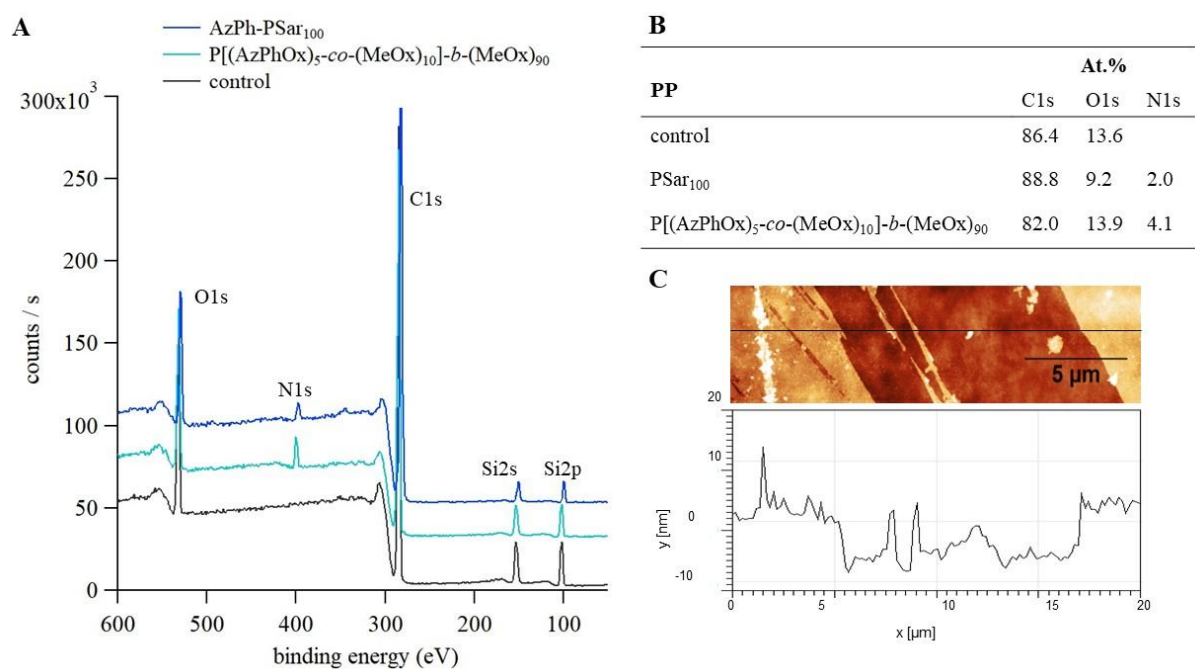 A
AzPh-PSar₁₀₀
P[(AzPhOx)₅-co-(MeOx)₁₀]-b-(MeOx)₉₀
control
300x10³
250
200
150
100
50
0
counts / s
O1s
N1s
C1s
Si2s
Si2p
600
500
400
300
200
100
binding energy (eV)
B
At.%
PP C1s O1s N1s
control 86.4 13.6
PSar₁₀₀ 88.8 9.2 2.0
P[(AzPhOx)₅-co-(MeOx)₁₀]-b-(MeOx)₉₀ 82.0 13.9 4.1
C
5 µm
20
10
0
-10
y [nm]
0 5 10 15 20
x [µm]